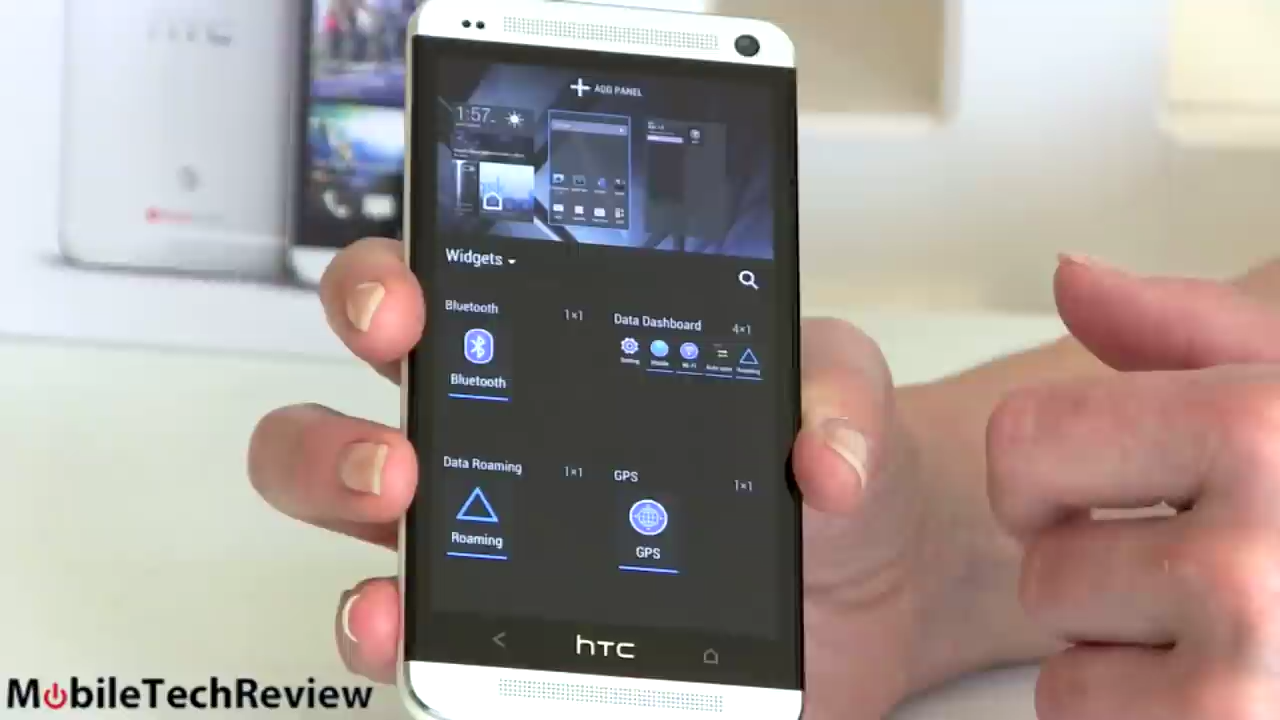 hTC
ADD PANEL
1:57
Widgets
Bluetooth 1×1
Data Dashboard 4×1
Bluetooth
Data Roaming 1×1
GPS 1×1
Roaming
GPS
hTC
MobileTechReview